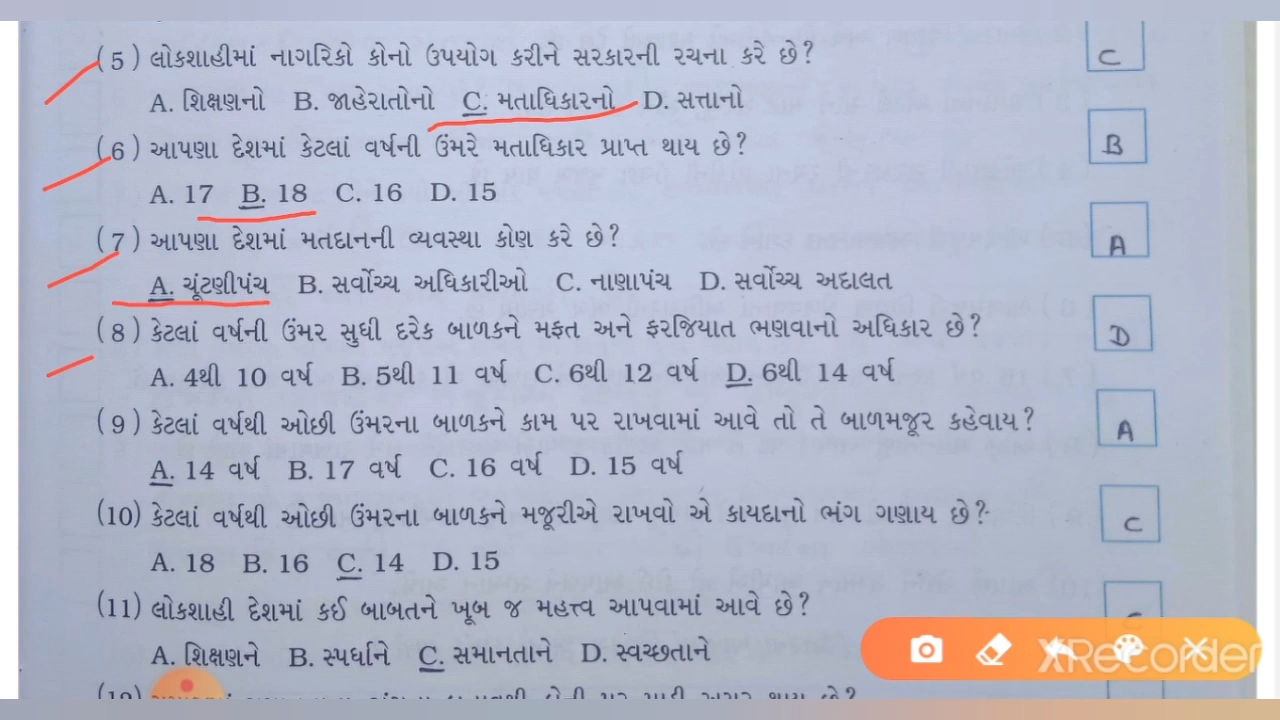 (5) લોકશાહીમાં નાગરિકો કોનો ઉપયોગ કરીને સરકારની રચના કરે છે? C
A. શિક્ષણનો B. જાહેરાતોનો C. મતાધિકારનો D. સત્તાનો
(6) આપણા દેશમાં કેટલાં વર્ષની ઉંમરે મતાધિકાર પ્રાપ્ત થાય છે? B
A. 17 B. 18 C. 16 D. 15
(7) આપણા દેશમાં મતદાનની વ્યવસ્થા કોણ કરે છે? A
A. ચૂંટણીપંચ B. સર્વોચ્ચ અધિકારીઓ C. નાણાપંચ D. સર્વોચ્ચ અદાલત
(8) કેટલાં વર્ષની ઉંમર સુધી દરેક બાળકને મફત અને ફરજિયાત ભણવાનો અધિકાર છે? D
A. 4થી 10 વર્ષ B. 5થી 11 વર્ષ C. 6થી 12 વર્ષ D. 6થી 14 વર્ષ
(9) કેટલાં વર્ષથી ઓછી ઉંમરના બાળકને કામ પર રાખવામાં આવે તો તે બાળમજૂર કહેવાય? A
A. 14 વર્ષ B. 17 વર્ષ C. 16 વર્ષ D. 15 વર્ષ
(10) કેટલાં વર્ષથી ઓછી ઉંમરના બાળકને મજૂરીએ રાખવો એ કાયદાનો ભંગ ગણાય છે? C
A. 18 B. 16 C. 14 D. 15
(11) લોકશાહી દેશમાં કઈ બાબતને ખૂબ જ મહત્ત્વ આપવામાં આવે છે? C
A. શિક્ષણને B. સ્પર્ધાને C. સમાનતાને D. સ્વચ્છતાને
XRecorder